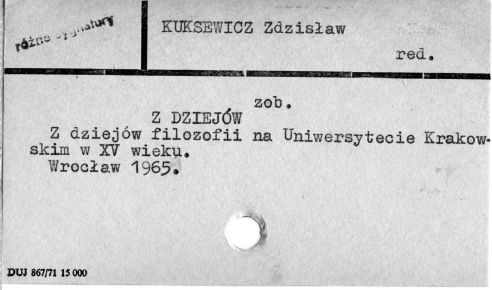 różne sygnatury
KUKSEWICZ Zdzisław
red.
zob.
Z DZIEJÓW
Z dziejów filozofii na Uniwersytecie Krakow-
skim w XV wieku.
Wrocław 1965.
DUJ 867/71 15 000